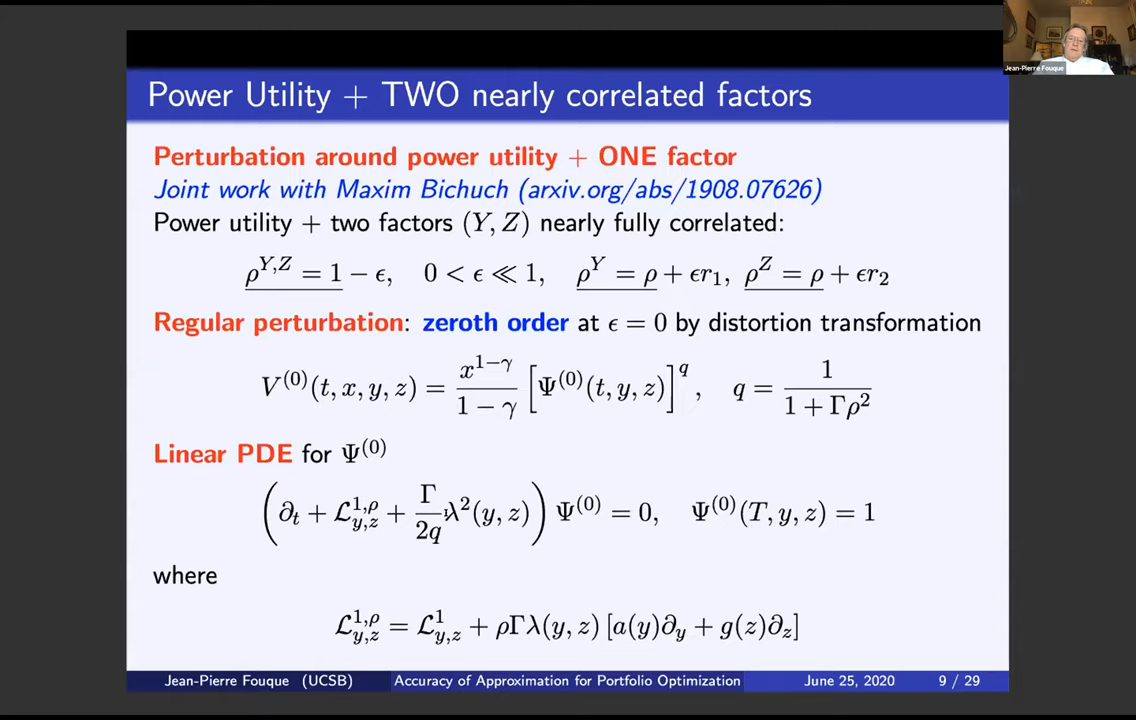 Jean-Pierre Fouque
Power Utility + TWO nearly correlated factors
Perturbation around power utility + ONE factor
Joint work with Maxim Bichuch (arxiv.org/abs/1908.07626)
Power utility + two factors (Y, Z) nearly fully correlated:
ρ^{Y,Z} = 1 − ϵ, 0 < ϵ ≪ 1, ρ^Y = ρ + ϵr₁, ρ^Z = ρ + ϵr₂
Regular perturbation: zeroth order at ϵ = 0 by distortion transformation
V^{(0)}(t, x, y, z) = \frac{x^{1−γ}}{1 − γ} [Ψ^{(0)}(t, y, z)]^q, q = \frac{1}{1 + Γρ²}
Linear PDE for Ψ^{(0)}
(∂_t + 𝓛^{1,ρ}_{y,z} + \frac{Γ}{2q} λ²(y, z)) Ψ^{(0)} = 0, Ψ^{(0)}(T, y, z) = 1
where
𝓛^{1,ρ}_{y,z} = 𝓛^{1}_{y,z} + ρΓλ(y, z) [a(y)∂_y + g(z)∂_z]
Jean-Pierre Fouque (UCSB) Accuracy of Approximation for Portfolio Optimization June 25, 2020 9 / 29